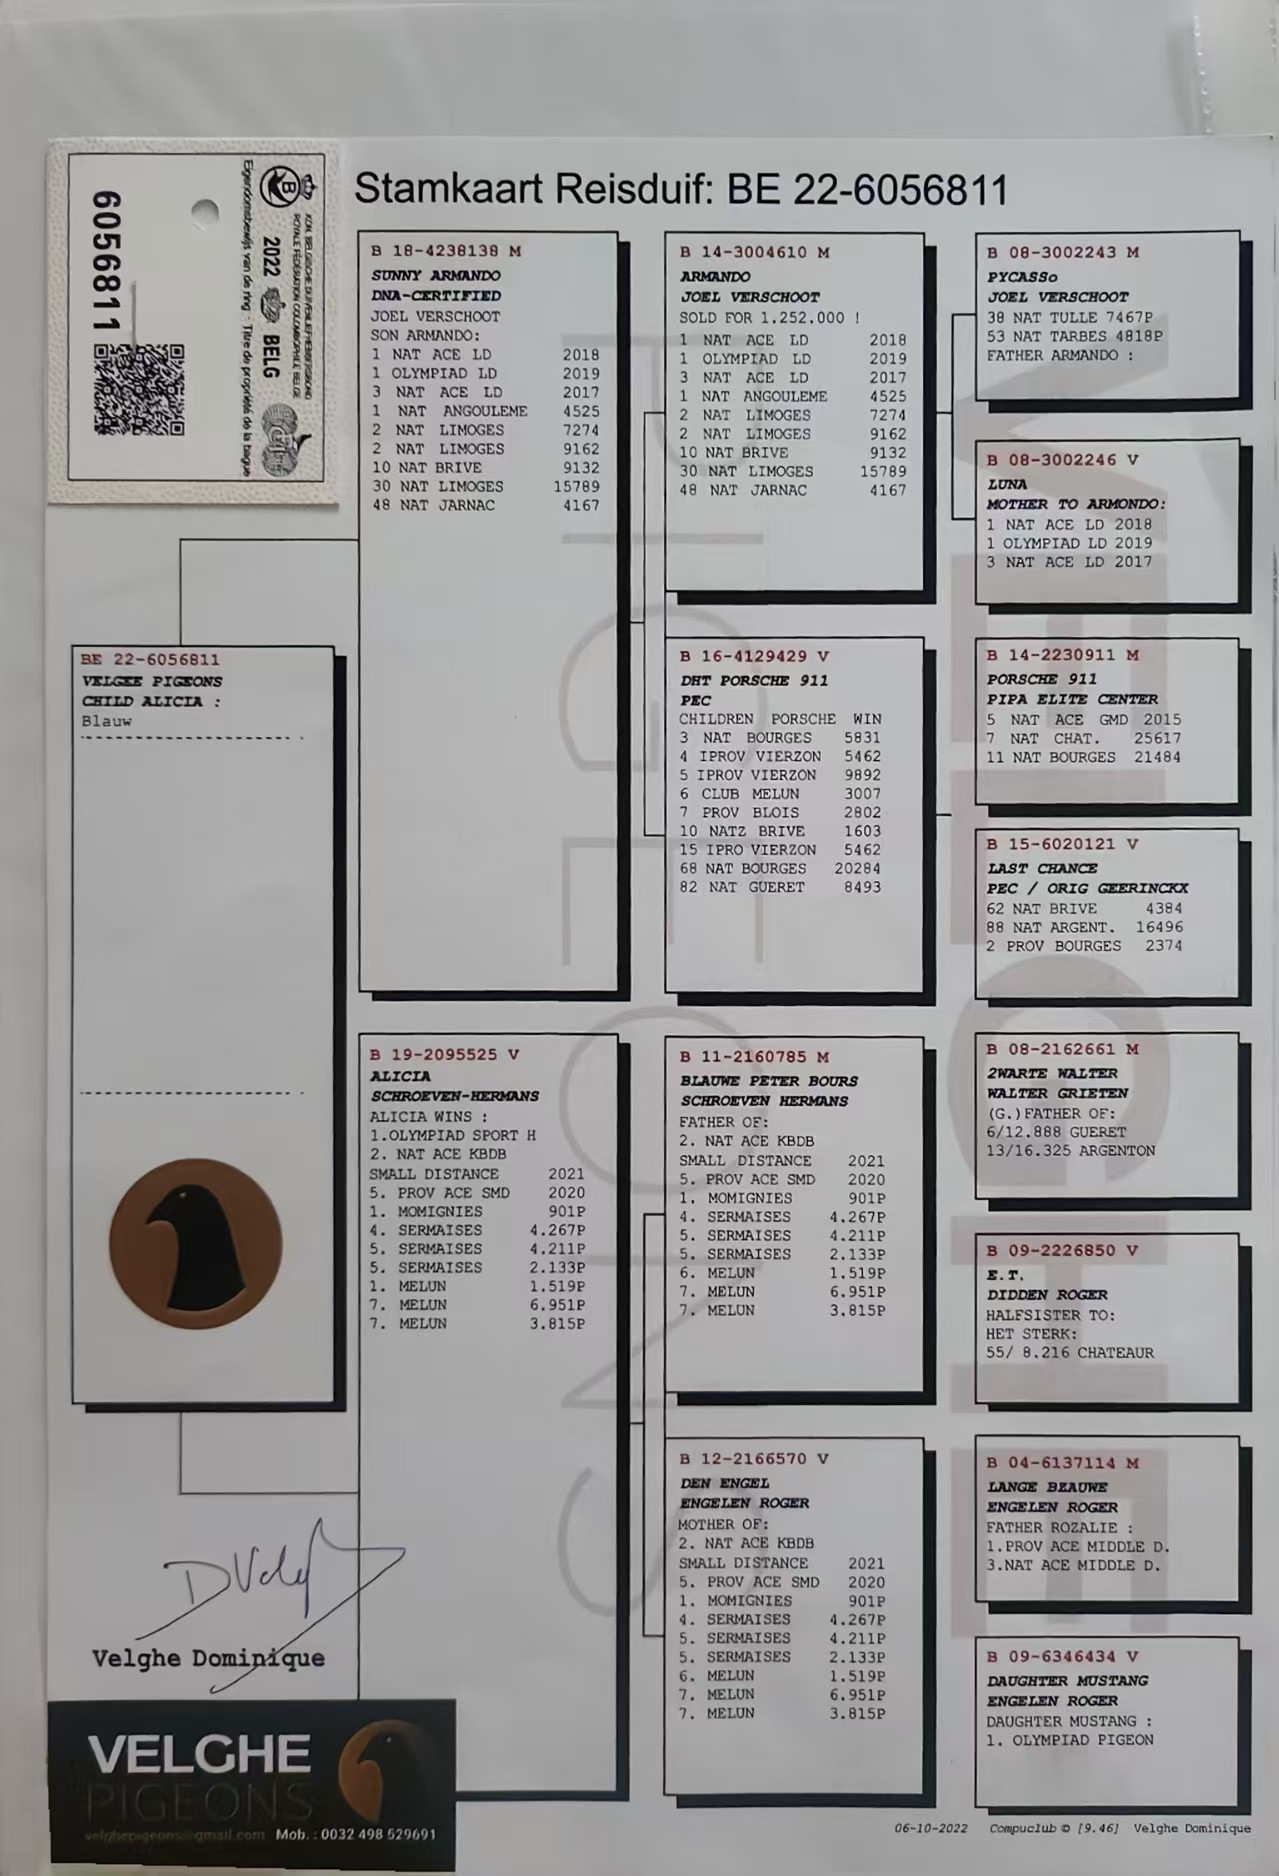 Stamkaart Reisduif: BE 22-6056811
6056811
Eigendomsbewijs van de ring - Titre de propriété de la bague
2022 BELG
B
KON. BELGISCHE DUIVENLIEFHEBBERSBOND
ROYALE FÉDÉRATION COLOMBOPHILE BELGE
BE 22-6056811
VELGEE PIGEONS
CHILD ALICIA :
Blauw
B 18-4238138 M
SUNNY ARMANDO
DNA-CERTIFIED
JOEL VERSCHOOT
SON ARMANDO:
1 NAT ACE LD 2018
1 OLYMPIAD LD 2019
3 NAT ACE LD 2017
1 NAT ANGOULEME 4525
2 NAT LIMOGES 7274
2 NAT LIMOGES 9162
10 NAT BRIVE 9132
30 NAT LIMOGES 15789
48 NAT JARNAC 4167
B 19-2095525 V
ALICIA
SCHROEVEN-HERMANS
ALICIA WINS :
1.OLYMPIAD SPORT H
2. NAT ACE KBDB
SMALL DISTANCE 2021
5. PROV ACE SMD 2020
1. MOMIGNIES 901P
4. SERMAISES 4.267P
5. SERMAISES 4.211P
5. SERMAISES 2.133P
1. MELUN 1.519P
7. MELUN 6.951P
7. MELUN 3.815P
B 14-3004610 M
ARMANDO
JOEL VERSCHOOT
SOLD FOR 1.252.000 !
1 NAT ACE LD 2018
1 OLYMPIAD LD 2019
3 NAT ACE LD 2017
1 NAT ANGOULEME 4525
2 NAT LIMOGES 7274
2 NAT LIMOGES 9162
10 NAT BRIVE 9132
30 NAT LIMOGES 15789
48 NAT JARNAC 4167
B 16-4129429 V
DHT PORSCHE 911
PEC
CHILDREN PORSCHE WIN
3 NAT BOURGES 5831
4 IPROV VIERZON 5462
5 IPROV VIERZON 9892
6 CLUB MELUN 3007
7 PROV BLOIS 2802
10 NATZ BRIVE 1603
15 IPRO VIERZON 5462
68 NAT BOURGES 20284
82 NAT GUERET 8493
B 11-2160785 M
BLAUWE PETER BOURS
SCHROEVEN HERMANS
FATHER OF:
2. NAT ACE KBDB
SMALL DISTANCE 2021
5. PROV ACE SMD 2020
1. MOMIGNIES 901P
4. SERMAISES 4.267P
5. SERMAISES 4.211P
5. SERMAISES 2.133P
6. MELUN 1.519P
7. MELUN 6.951P
7. MELUN 3.815P
B 12-2166570 V
DEN ENGEL
ENGELEN ROGER
MOTHER OF:
2. NAT ACE KBDB
SMALL DISTANCE 2021
5. PROV ACE SMD 2020
1. MOMIGNIES 901P
4. SERMAISES 4.267P
5. SERMAISES 4.211P
5. SERMAISES 2.133P
6. MELUN 1.519P
7. MELUN 6.951P
7. MELUN 3.815P
B 08-3002243 M
PYCASSo
JOEL VERSCHOOT
38 NAT TULLE 7467P
53 NAT TARBES 4818P
FATHER ARMANDO :
B 08-3002246 V
LUNA
MOTHER TO ARMONDO:
1 NAT ACE LD 2018
1 OLYMPIAD LD 2019
3 NAT ACE LD 2017
B 14-2230911 M
PORSCHE 911
PIPA ELITE CENTER
5 NAT ACE GMD 2015
7 NAT CHAT. 25617
11 NAT BOURGES 21484
B 15-6020121 V
LAST CHANCE
PEC / ORIG GEERINCKX
62 NAT BRIVE 4384
88 NAT ARGENT. 16496
2 PROV BOURGES 2374
B 08-2162661 M
2WARTE WALTER
WALTER GRIETEN
(G.)FATHER OF:
6/12.888 GUERET
13/16.325 ARGENTON
B 09-2226850 V
E.T.
DIDDEN ROGER
HALFSISTER TO:
HET STERK:
55/ 8.216 CHATEAUR
B 04-6137114 M
LANGE BZAUWE
ENGELEN ROGER
FATHER ROZALIE :
1.PROV ACE MIDDLE D.
3.NAT ACE MIDDLE D.
B 09-6346434 V
DAUGHTER MUSTANG
ENGELEN ROGER
DAUGHTER MUSTANG :
1. OLYMPIAD PIGEON
VELGHE
PIGEONS
Velghe Dominique
VELGHE
PIGEONS
velghepigeons@gmail.com Mob. : 0032 498 529691
06-10-2022 Compuclub © [9.46] Velghe Dominique